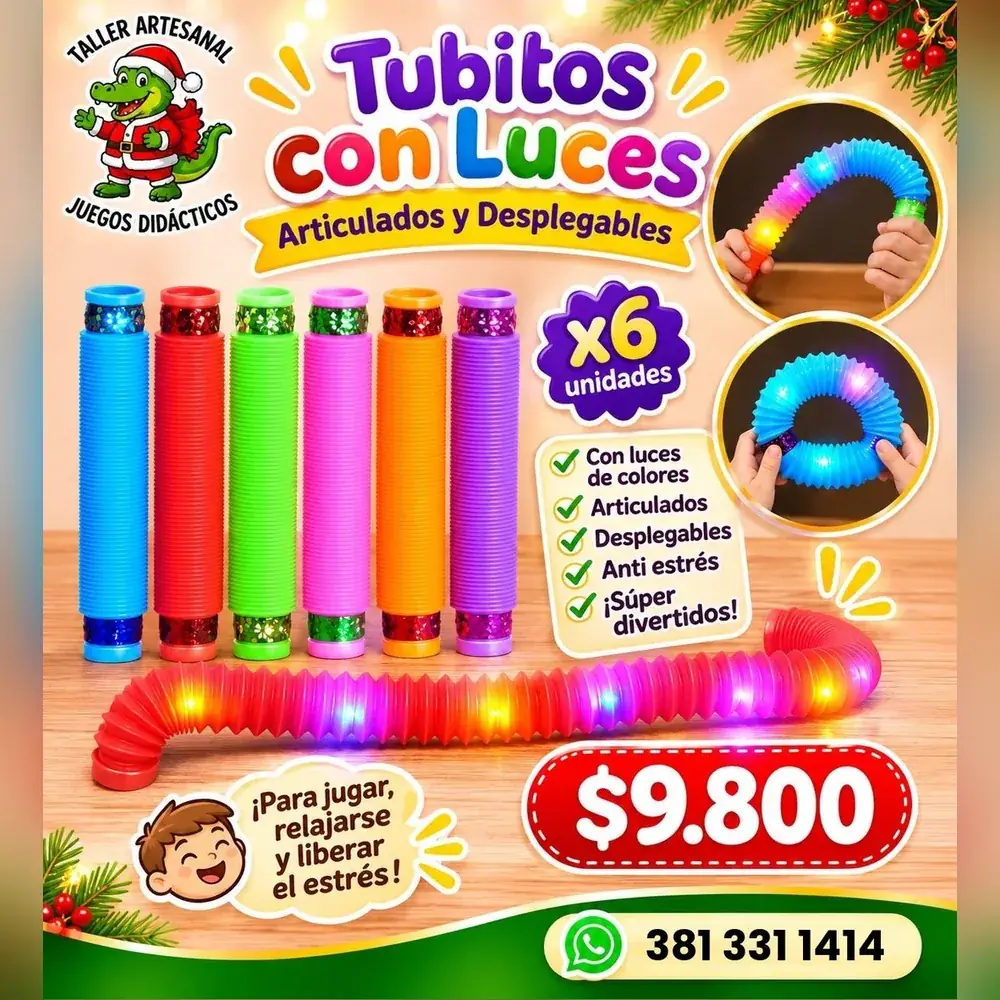 TALLER ARTESANAL
JUEGOS DIDÁCTICOS
Tubitos
con Luces
Articulados y Desplegables
x6
unidades
Con luces
de colores
Articulados
Desplegables
Anti estrés
¡Súper
divertidos!
¡Para jugar,
relajarse
y liberar
el estrés!
$9.800
381 331 1414